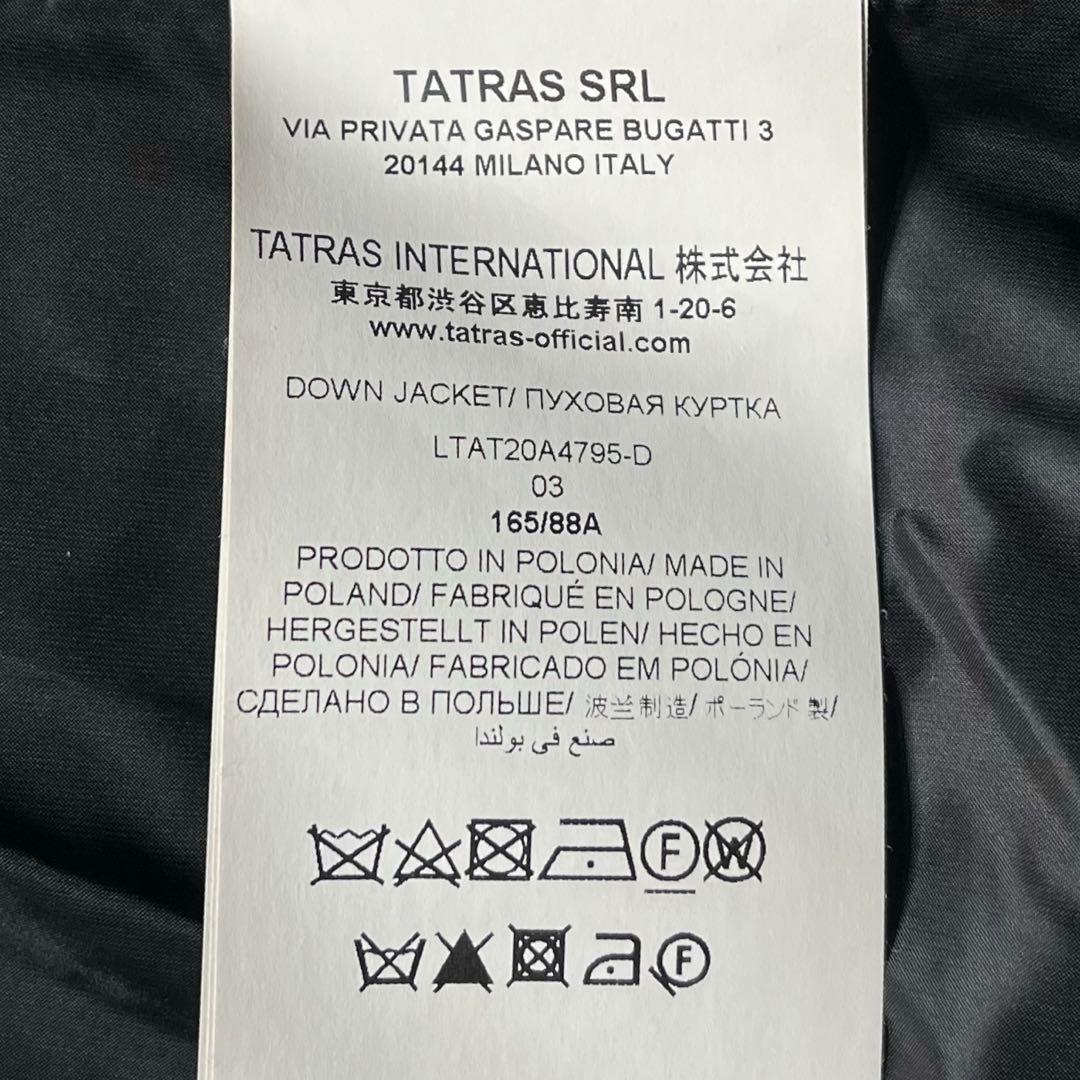 TATRAS SRL
VIA PRIVATA GASPARE BUGATTI 3
20144 MILANO ITALY
TATRAS INTERNATIONAL 株式会社
東京都渋谷区恵比寿南 1-20-6
www.tatras-official.com
DOWN JACKET/ ПУХОВАЯ КУРТКА
LTAT20A4795-D
03
165/88A
PRODOTTO IN POLONIA/ MADE IN
POLAND/ FABRIQUÉ EN POLOGNE/
HERGESTELLT IN POLEN/ HECHO EN
POLONIA/ FABRICADO EM POLÓNIA/
СДЕЛАНО В ПОЛЬШЕ/ 波兰制造/ ポーランド製/
صنع في بولندا
F W
F